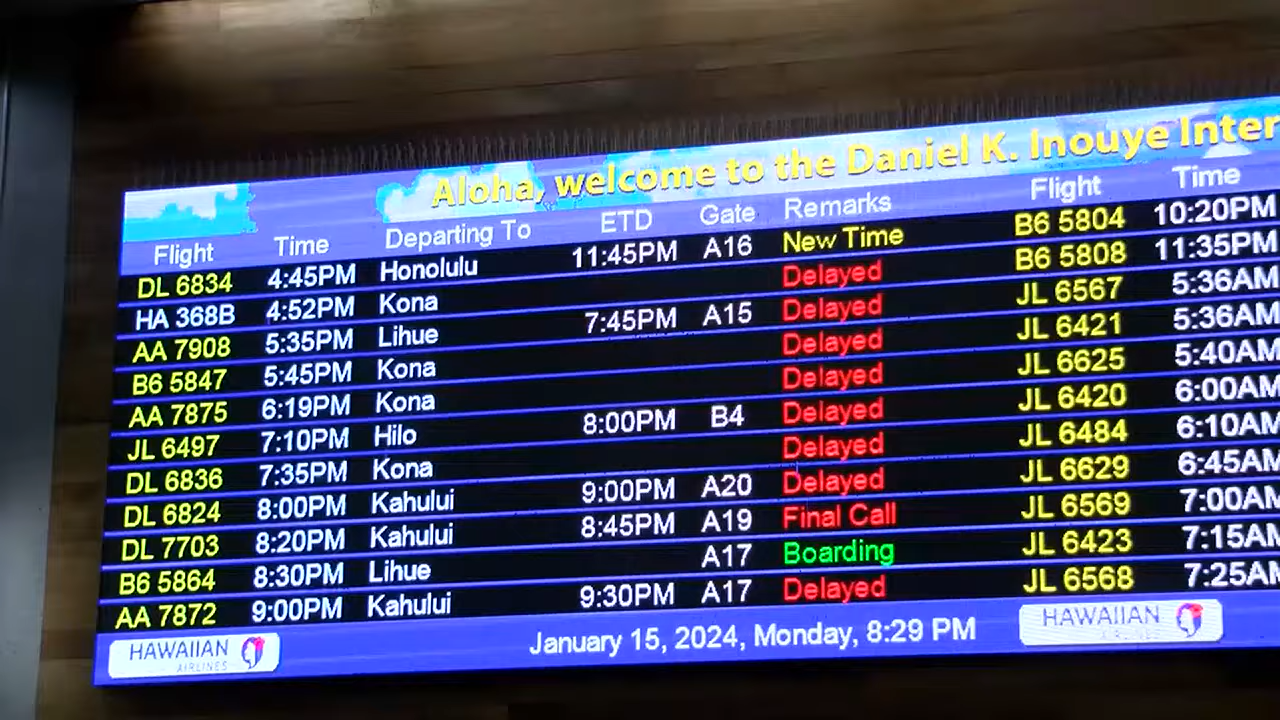 Aloha, welcome to the Daniel K. Inouye Inter
Flight Time Departing To ETD Gate Remarks Flight Time
DL 6834 4:45PM Honolulu 11:45PM A16 New Time B6 5804 10:20PM
HA 368B 4:52PM Kona Delayed B6 5808 11:35PM
AA 7908 5:35PM Lihue 7:45PM A15 Delayed JL 6567 5:36AM
B6 5847 5:45PM Kona Delayed JL 6421 5:36AM
AA 7875 6:19PM Kona Delayed JL 6625 5:40AM
JL 6497 7:10PM Hilo 8:00PM B4 Delayed JL 6420 6:00AM
DL 6836 7:35PM Kona Delayed JL 6484 6:10AM
DL 6824 8:00PM Kahului 9:00PM A20 Delayed JL 6629 6:45AM
DL 7703 8:20PM Kahului 8:45PM A19 Final Call JL 6569 7:00AM
B6 5864 8:30PM Lihue A17 Boarding JL 6423 7:15AM
AA 7872 9:00PM Kahului 9:30PM A17 Delayed JL 6568 7:25AM
HAWAIIAN AIRLINES January 15, 2024, Monday, 8:29 PM HAWAIIAN AIRLINES